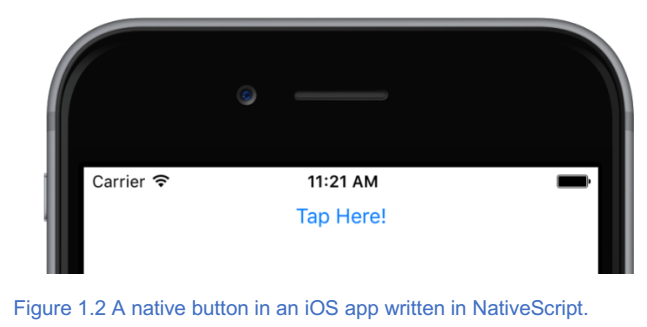 Carrier 11:21 AM
Tap Here!
Figure 1.2 A native button in an iOS app written in NativeScript.